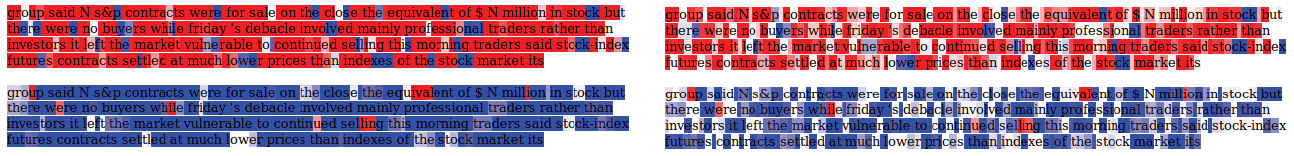 group said N s&p contracts were for sale on the close the equivalent of $ N million in stock but
there were no buyers while friday 's debacle involved mainly professional traders rather than
investors it left the market vulnerable to continued selling this morning traders said stock-index
futures contracts settled at much lower prices than indexes of the stock market its
group said N s&p contracts were for sale on the close the equivalent of $ N million in stock but
there were no buyers while friday 's debacle involved mainly professional traders rather than
investors it left the market vulnerable to continued selling this morning traders said stock-index
futures contracts settled at much lower prices than indexes of the stock market its
group said N s&p contracts were for sale on the close the equivalent of $ N million in stock but
there were no buyers while friday 's debacle involved mainly professional traders rather than
investors it left the market vulnerable to continued selling this morning traders said stock-index
futures contracts settled at much lower prices than indexes of the stock market its
group said N s&p contracts were for sale on the close the equivalent of $ N million in stock but
there were no buyers while friday 's debacle involved mainly professional traders rather than
investors it left the market vulnerable to continued selling this morning traders said stock-index
futures contracts settled at much lower prices than indexes of the stock market its